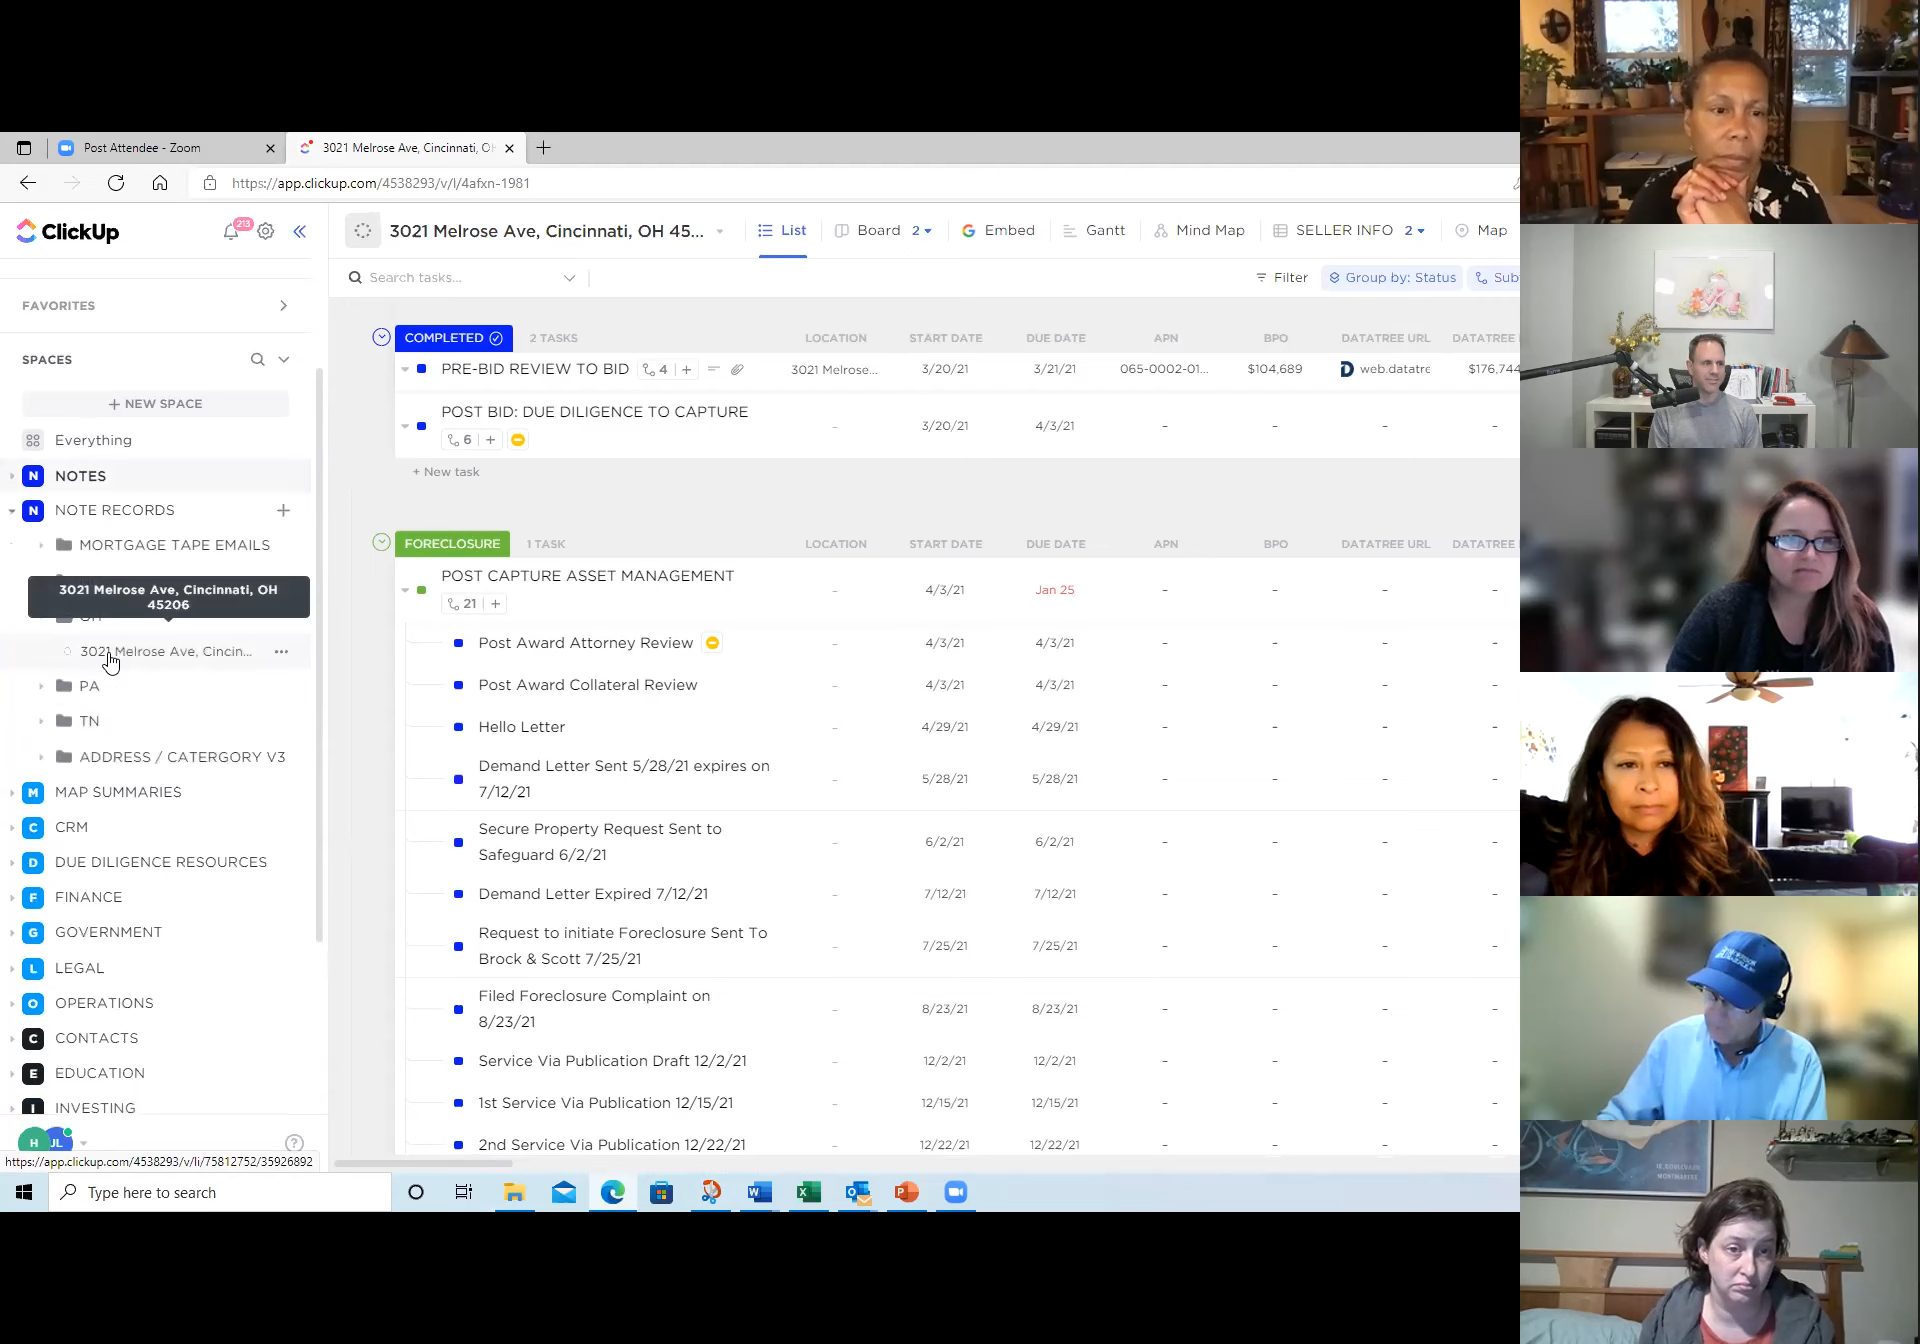 Post Attendee - Zoom
3021 Melrose Ave, Cincinnati, OH
https://app.clickup.com/4538293/v/l/4afxn-1981
ClickUp
213
3021 Melrose Ave, Cincinnati, OH 45...
List
Board 2
Embed
Gantt
Mind Map
SELLER INFO 2
Map
Search tasks...
Filter
Group by: Status
Sub
FAVORITES
SPACES
+ NEW SPACE
Everything
N NOTES
N NOTE RECORDS +
MORTGAGE TAPE EMAILS
3021 Melrose Ave, Cincinnati, OH
45206
OH
3021 Melrose Ave, Cincin... ...
PA
TN
ADDRESS / CATERGORY V3
M MAP SUMMARIES
C CRM
D DUE DILIGENCE RESOURCES
F FINANCE
G GOVERNMENT
L LEGAL
O OPERATIONS
C CONTACTS
E EDUCATION
I INVESTING
H JL
?
https://app.clickup.com/4538293/v/li/75812752/35926892
COMPLETED 2 TASKS LOCATION START DATE DUE DATE APN BPO DATATREE URL DATATREE
PRE-BID REVIEW TO BID 4 + 3021 Melrose... 3/20/21 3/21/21 065-0002-01... $104,689 D web.datatre $176,744
POST BID: DUE DILIGENCE TO CAPTURE – 3/20/21 4/3/21 – – – –
6 +
+ New task
FORECLOSURE 1 TASK LOCATION START DATE DUE DATE APN BPO DATATREE URL DATATREE
POST CAPTURE ASSET MANAGEMENT – 4/3/21 Jan 25 – – – –
21 +
Post Award Attorney Review – 4/3/21 4/3/21 – – – –
Post Award Collateral Review – 4/3/21 4/3/21 – – – –
Hello Letter – 4/29/21 4/29/21 – – – –
Demand Letter Sent 5/28/21 expires on
7/12/21 – 5/28/21 5/28/21 – – – –
Secure Property Request Sent to
Safeguard 6/2/21 – 6/2/21 6/2/21 – – – –
Demand Letter Expired 7/12/21 – 7/12/21 7/12/21 – – – –
Request to initiate Foreclosure Sent To
Brock & Scott 7/25/21 – 7/25/21 7/25/21 – – – –
Filed Foreclosure Complaint on
8/23/21 – 8/23/21 8/23/21 – – – –
Service Via Publication Draft 12/2/21 – 12/2/21 12/2/21 – – – –
1st Service Via Publication 12/15/21 – 12/15/21 12/15/21 – – – –
2nd Service Via Publication 12/22/21 – 12/22/21 12/22/21 – – – –
Type here to search